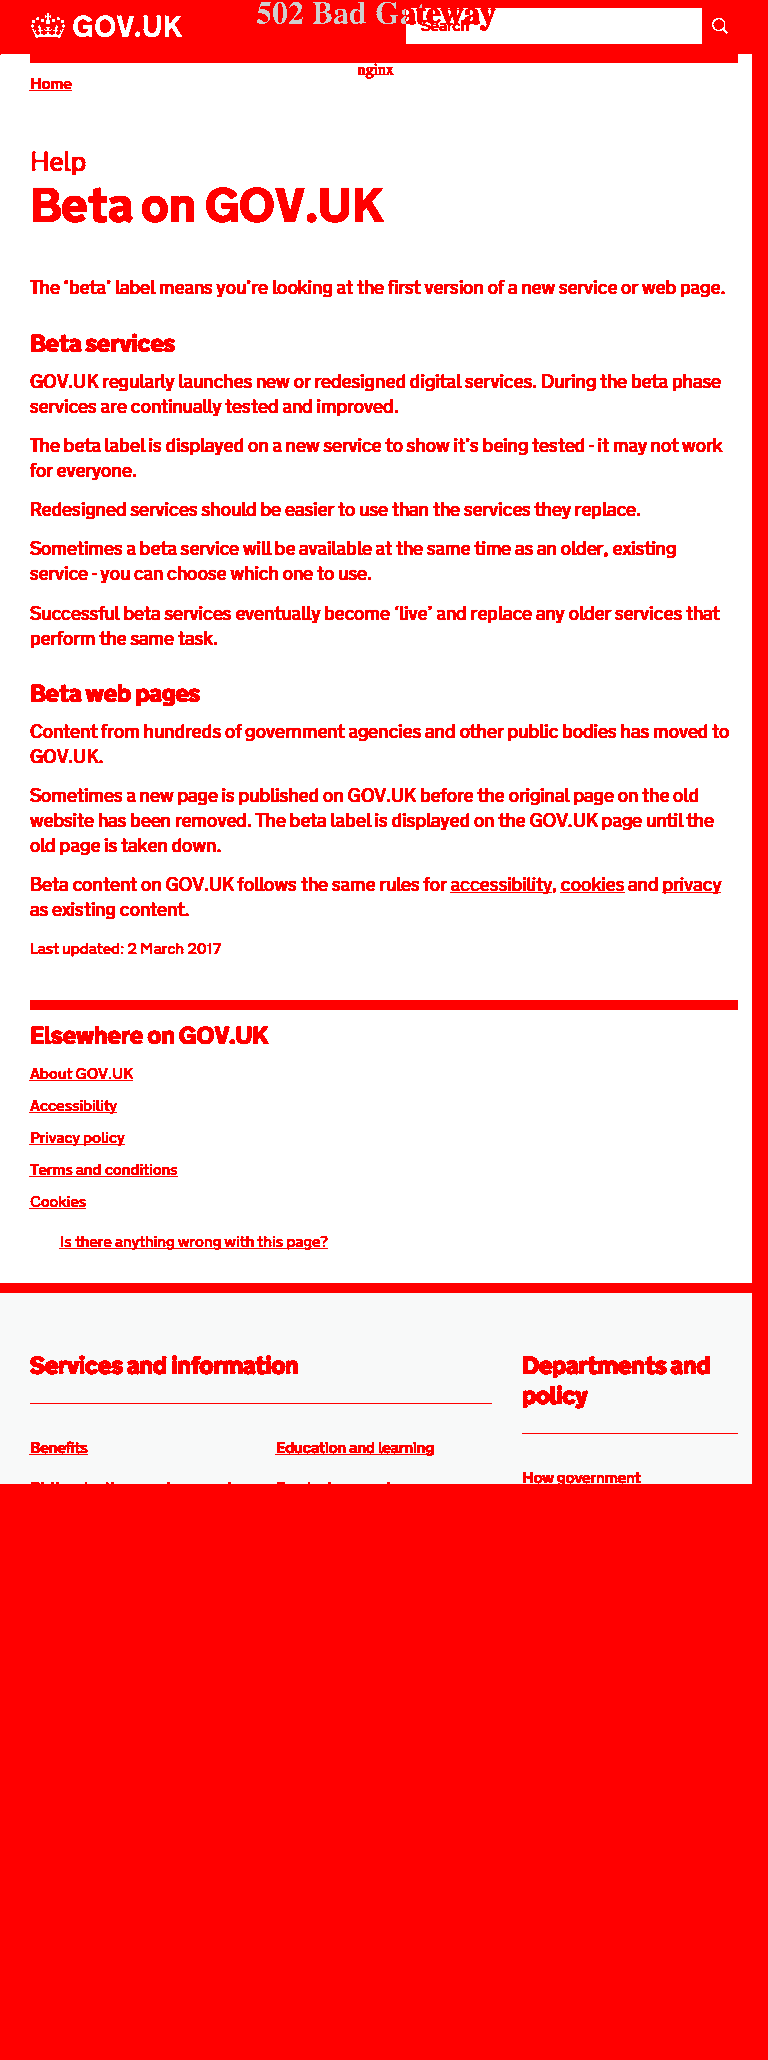 GOV.UK
502 Bad Gateway
Search
nginx
Home
Help
Beta on GOV.UK
The ‘beta’ label means you’re looking at the first version of a new service or web page.
Beta services
GOV.UK regularly launches new or redesigned digital services. During the beta phase
services are continually tested and improved.
The beta label is displayed on a new service to show it’s being tested - it may not work
for everyone.
Redesigned services should be easier to use than the services they replace.
Sometimes a beta service will be available at the same time as an older, existing
service - you can choose which one to use.
Successful beta services eventually become ‘live’ and replace any older services that
perform the same task.
Beta web pages
Content from hundreds of government agencies and other public bodies has moved to
GOV.UK.
Sometimes a new page is published on GOV.UK before the original page on the old
website has been removed. The beta label is displayed on the GOV.UK page until the
old page is taken down.
Beta content on GOV.UK follows the same rules for accessibility, cookies and privacy
as existing content.
Last updated: 2 March 2017
Elsewhere on GOV.UK
About GOV.UK
Accessibility
Privacy policy
Terms and conditions
Cookies
Is there anything wrong with this page?
Services and information
Departments and
policy
Benefits
Education and learning
How government